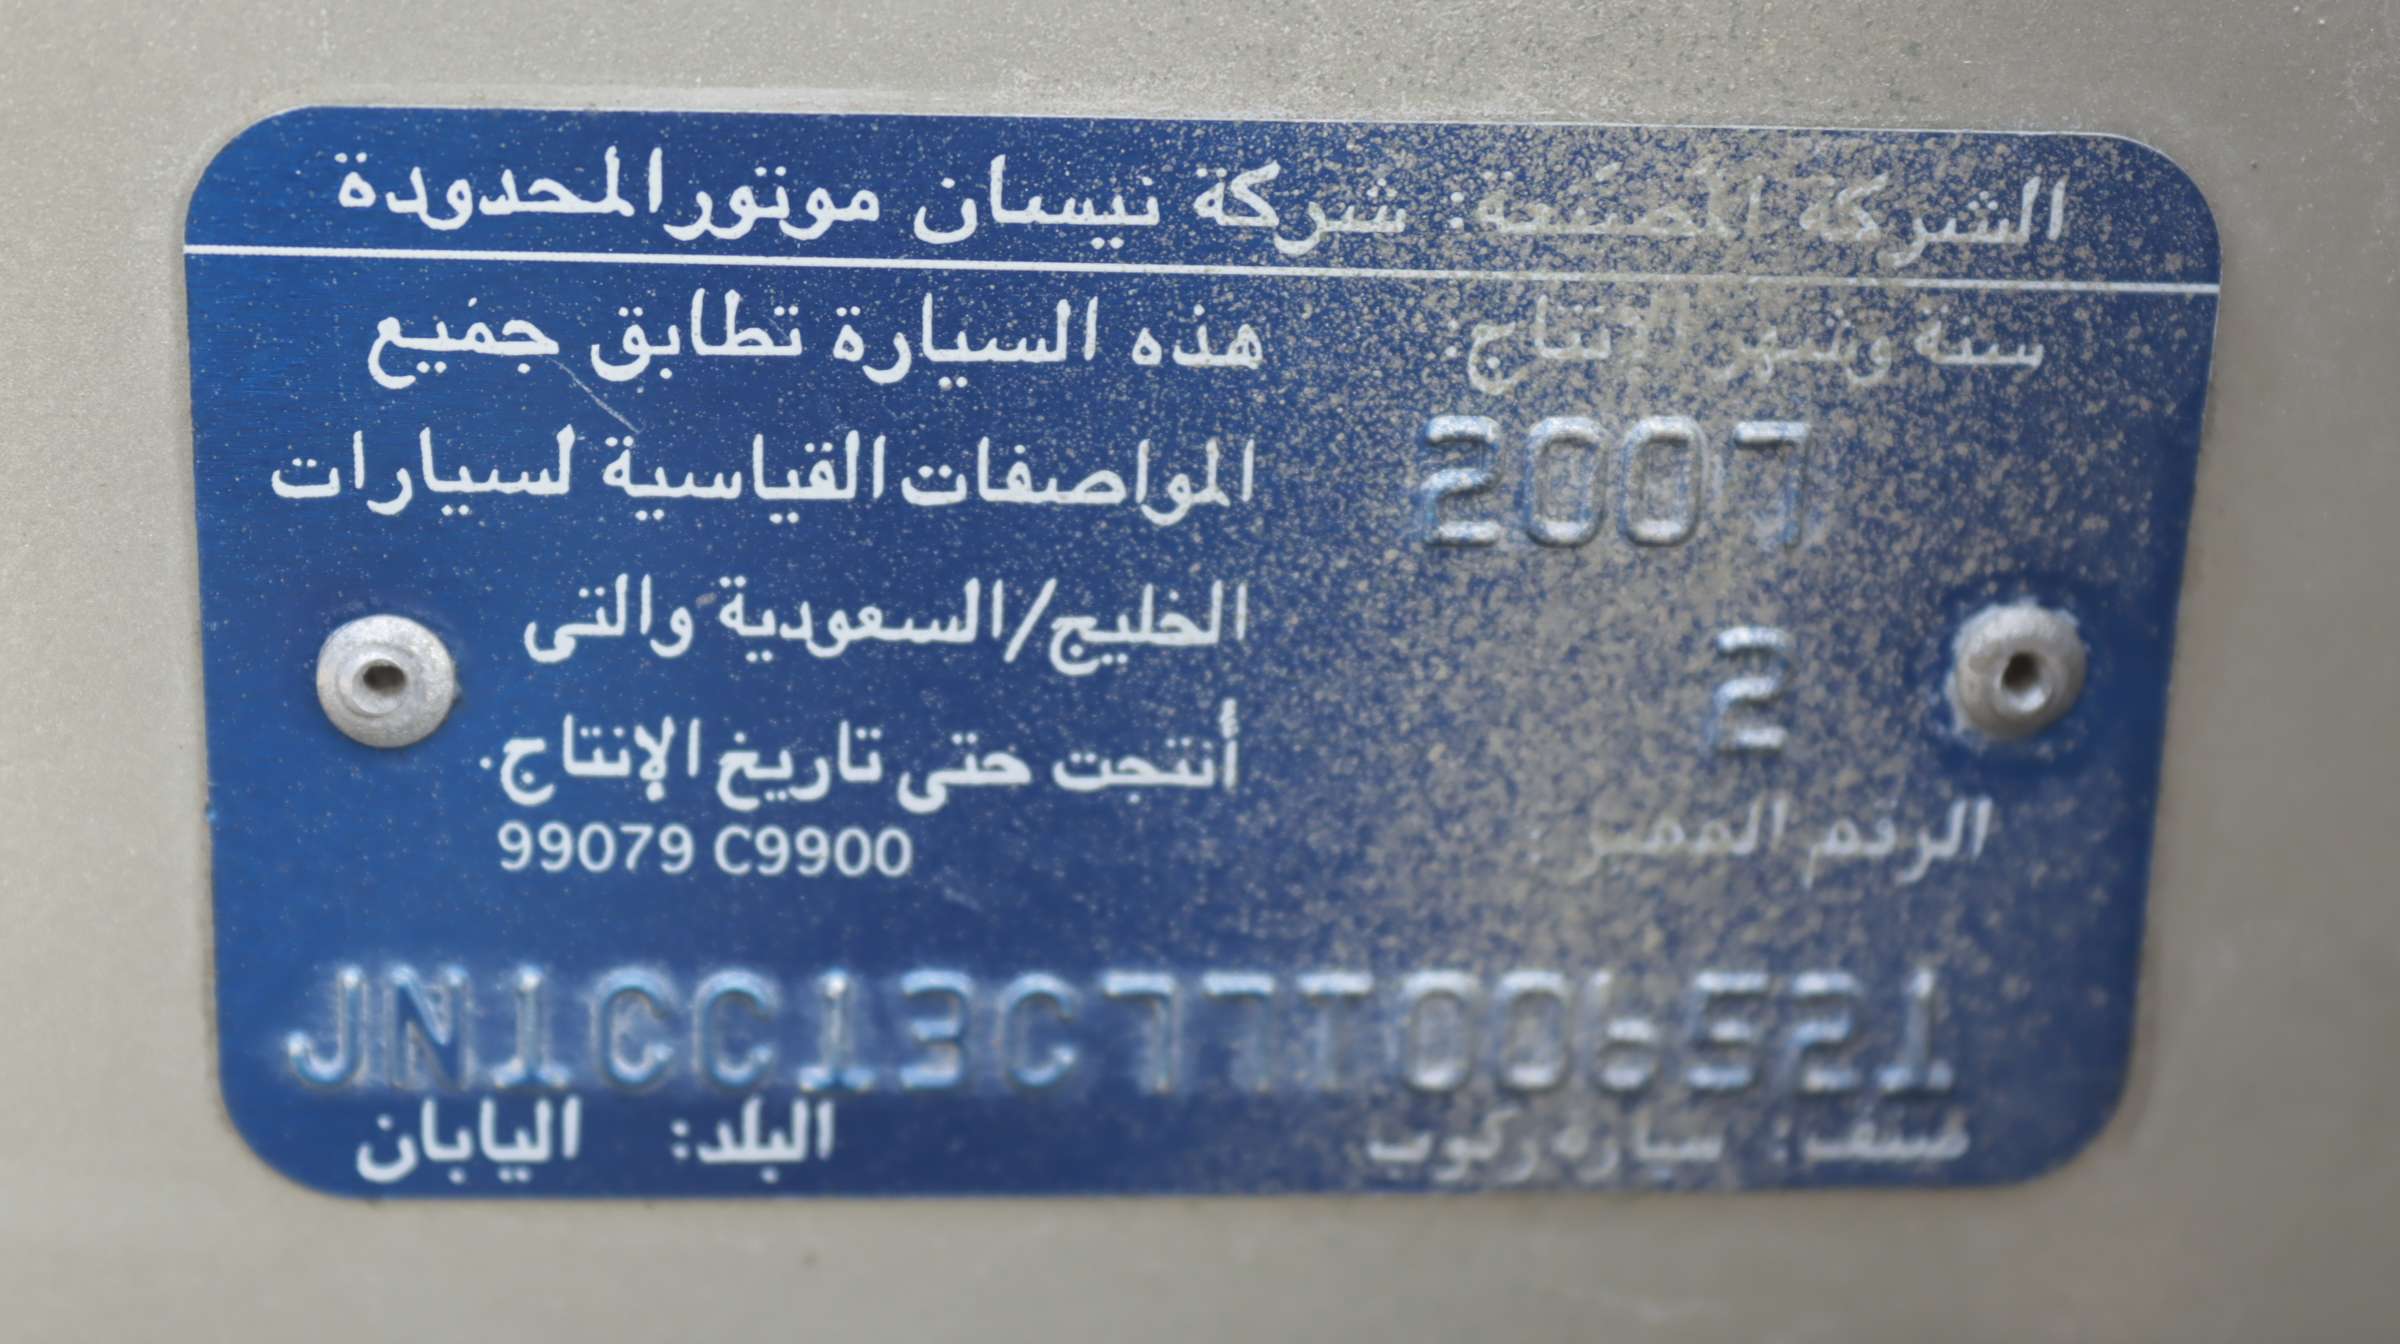 الشركة المصنعة: شركة نيسان موتور المحدودة
سنة وشهر الإنتاج:
2007
2
الرقم المميز :
هذه السيارة تطابق جميع
المواصفات القياسية لسيارات
الخليج/السعودية والتى
أنتجت حتى تاريخ الإنتاج.
99079 C9900
JN1CC13C77T006521
صنف: سيارة ركوب
البلد: اليابان